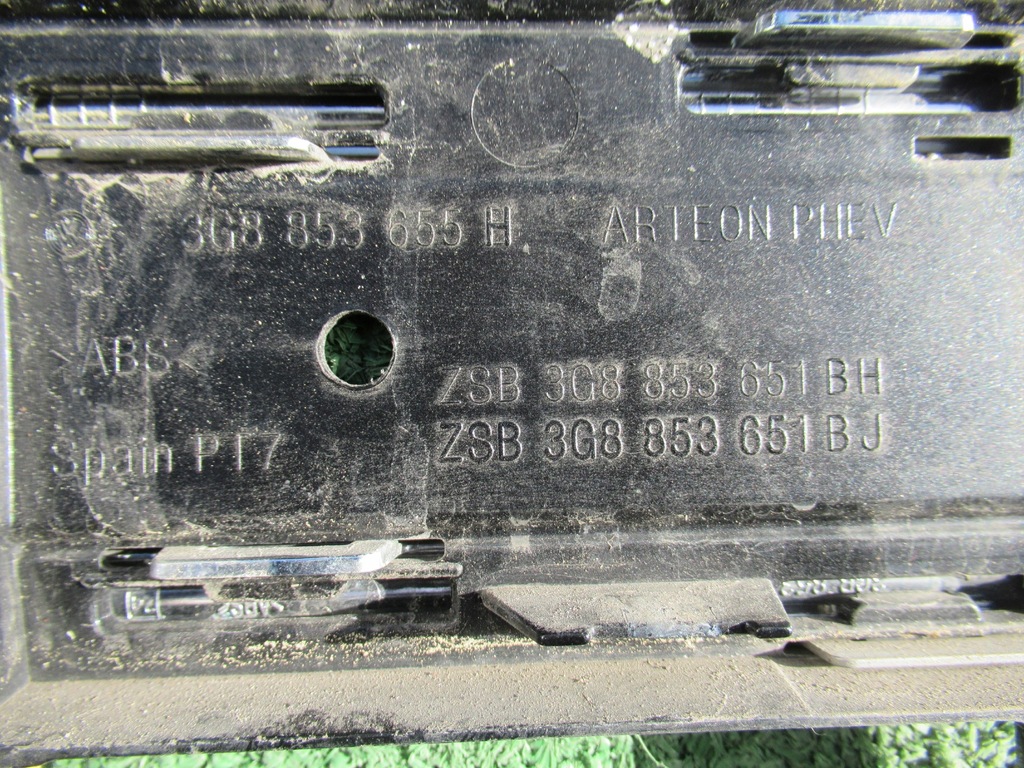 3G8 853 655 H ARTEON PHEV
>ABS<
ZSB 3G8 853 651 BH
ZSB 3G8 853 651 BJ
Spain PT7